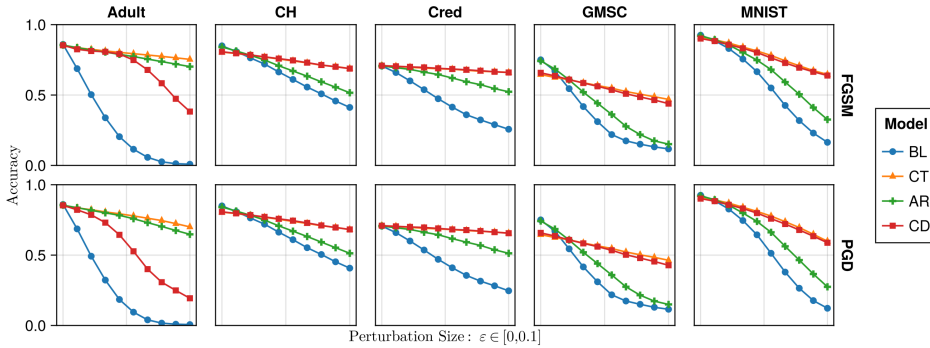 Adult CH Cred GMSC MNIST
1.0
0.5
0.0
FGSM
1.0
0.5
0.0
PGD
Accuracy
Perturbation Size: ε ∈ [0,0.1]
Model
BL
CT
AR
CD